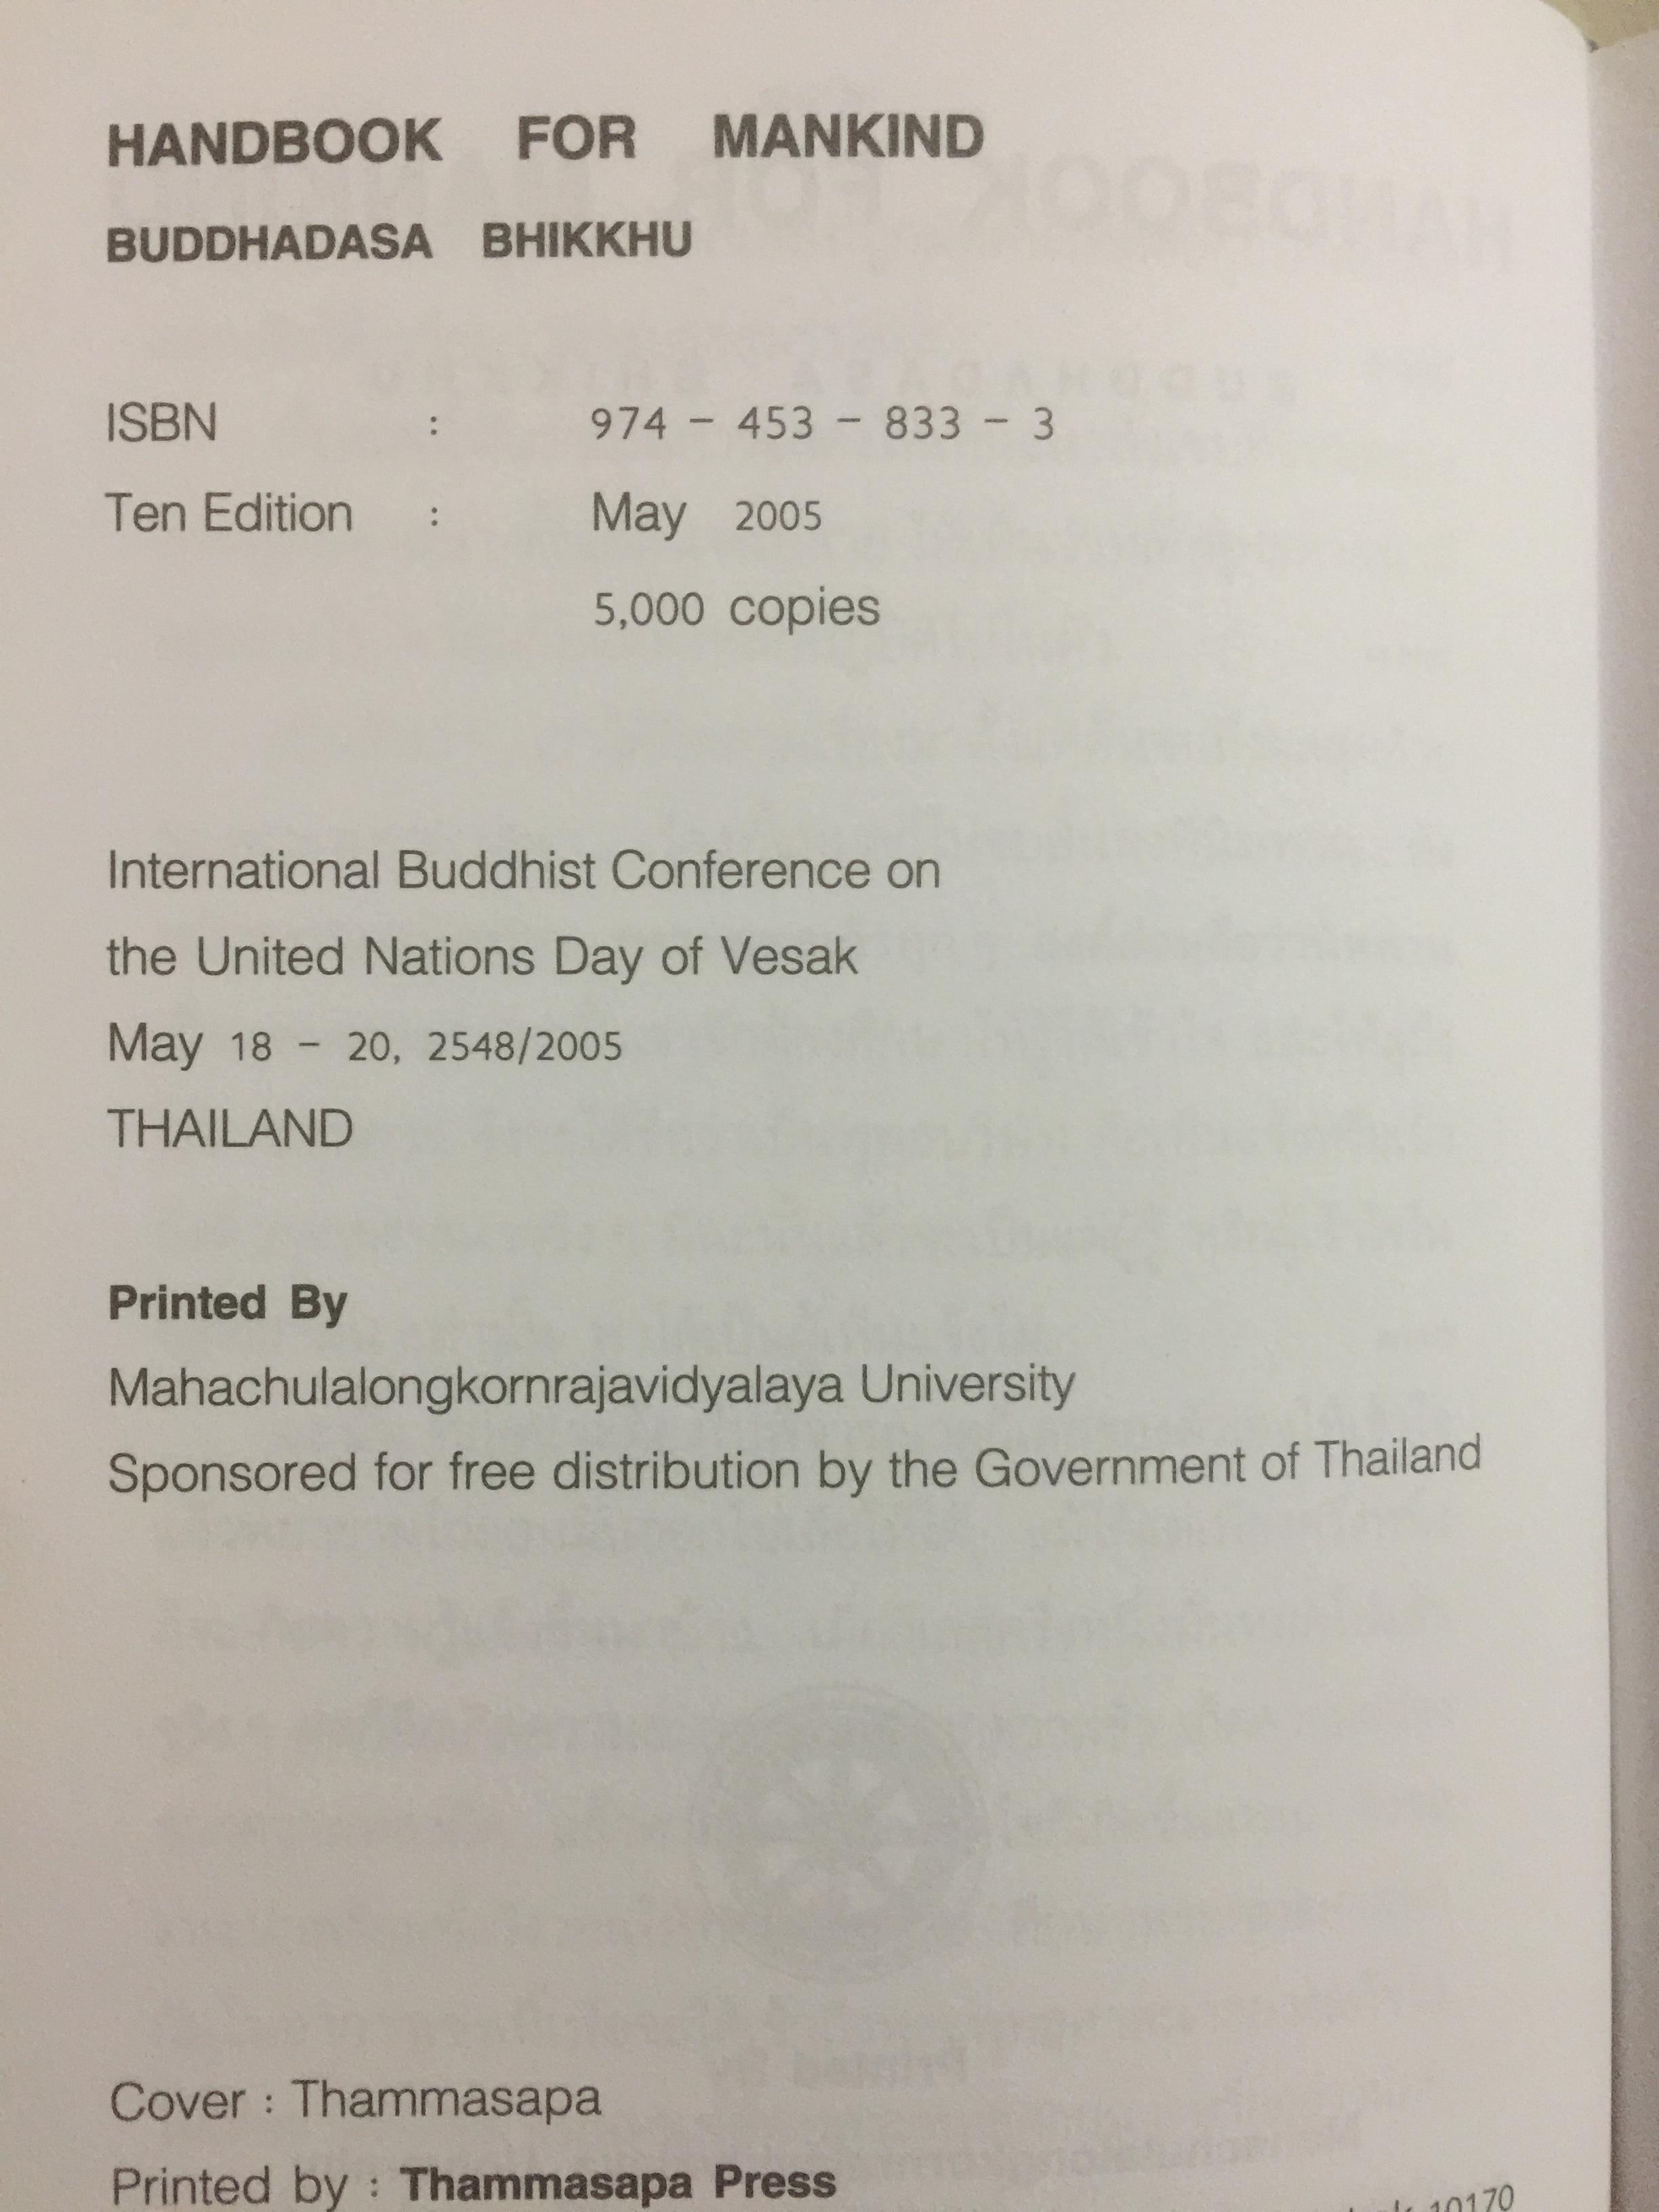 HANDBOOK FOR MANKIND
BUDDHADASA BHIKKHU
ISBN : 974 – 453 – 833 – 3
Ten Edition : May 2005
5,000 copies
International Buddhist Conference on
the United Nations Day of Vesak
May 18 – 20, 2548/2005
THAILAND
Printed By
Mahachulalongkornrajavidyalaya University
Sponsored for free distribution by the Government of Thailand
Cover : Thammasapa
Printed by : Thammasapa Press
10170